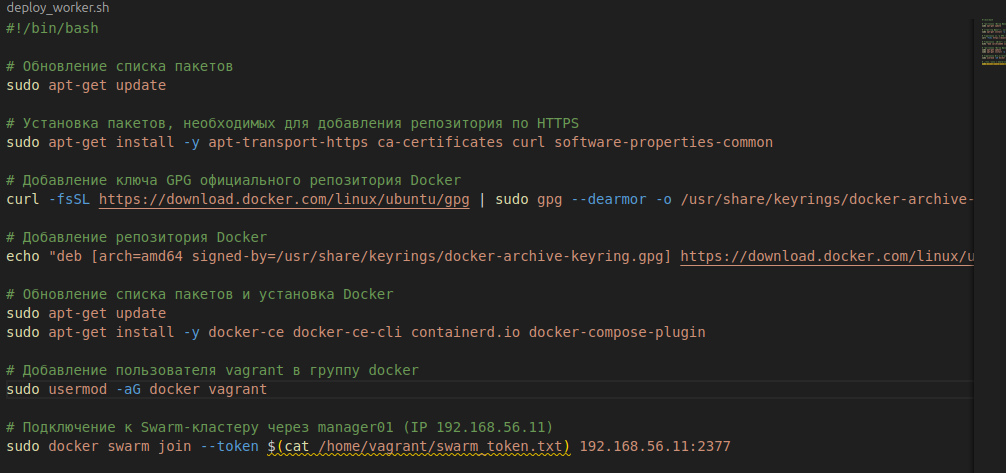 deploy_worker.sh
#!/bin/bash
# Обновление списка пакетов
sudo apt-get update
# Установка пакетов, необходимых для добавления репозитория по HTTPS
sudo apt-get install -y apt-transport-https ca-certificates curl software-properties-common
# Добавление ключа GPG официального репозитория Docker
curl -fsSL https://download.docker.com/linux/ubuntu/gpg | sudo gpg --dearmor -o /usr/share/keyrings/docker-archive-
# Добавление репозитория Docker
echo "deb [arch=amd64 signed-by=/usr/share/keyrings/docker-archive-keyring.gpg] https://download.docker.com/linux/u
# Обновление списка пакетов и установка Docker
sudo apt-get update
sudo apt-get install -y docker-ce docker-ce-cli containerd.io docker-compose-plugin
# Добавление пользователя vagrant в группу docker
sudo usermod -aG docker vagrant
# Подключение к Swarm-кластеру через manager01 (IP 192.168.56.11)
sudo docker swarm join --token $(cat /home/vagrant/swarm_token.txt) 192.168.56.11:2377